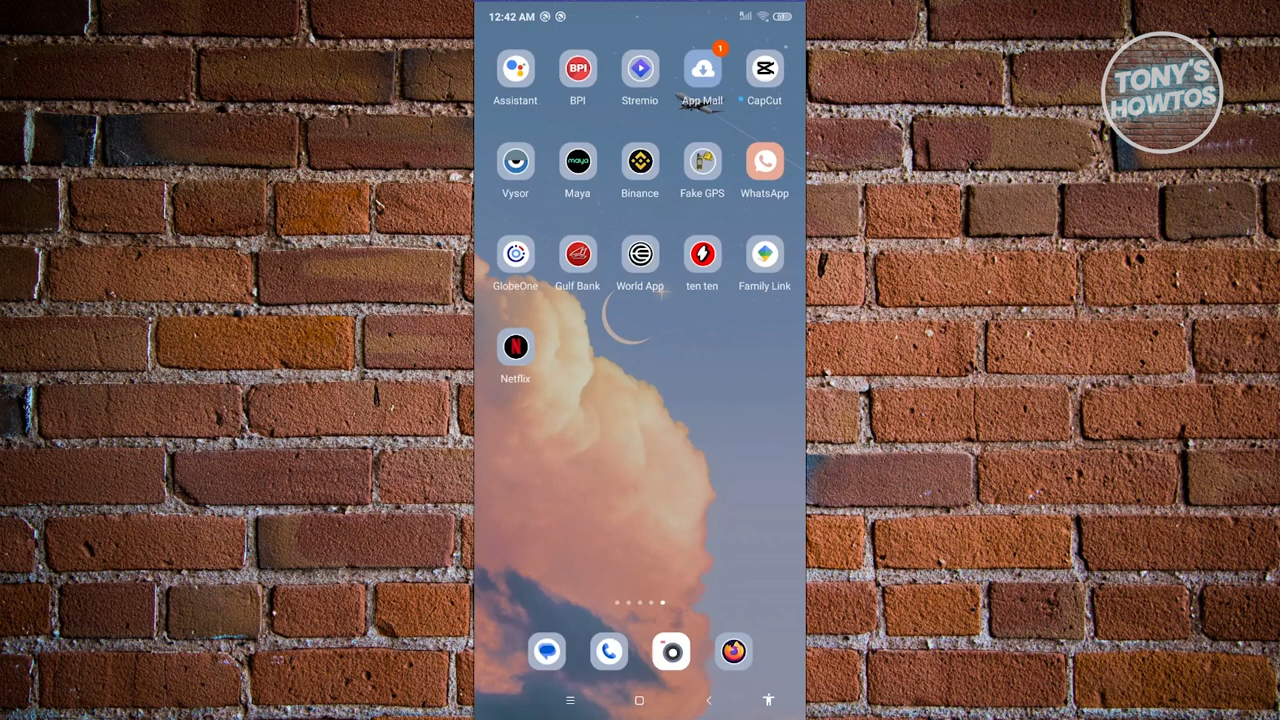 12:42 AM
TONY'S
HOWTOS
BPI
1
Assistant BPI Stremio App Mall CapCut
maya
Vysor Maya Binance Fake GPS WhatsApp
GlobeOne Gulf Bank World App ten ten Family Link
N
Netflix